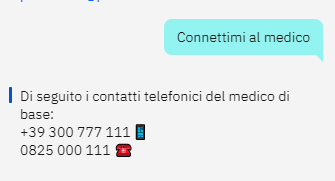 Connettimi al medico
Di seguito i contatti telefonici del medico di
base:
+39 300 777 111 📱
0825 000 111 ☎️